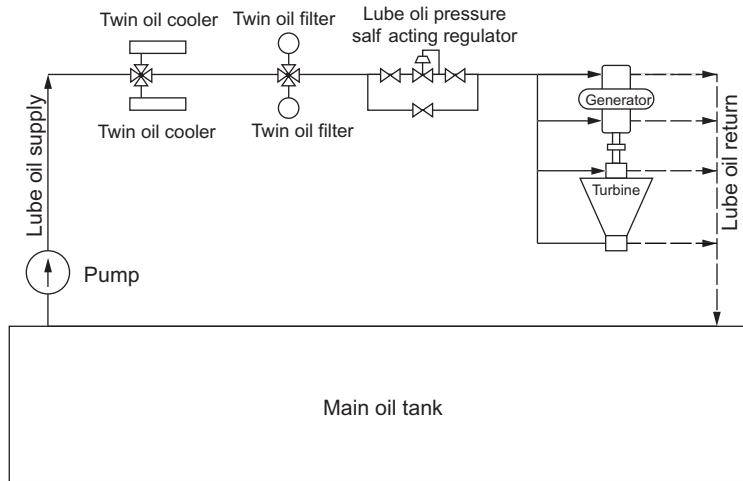 Twin oil cooler
Twin oil filter
Lube oli pressure
salf acting regulator
Twin oil cooler
Twin oil filter
Generator
Turbine
Lube oil supply
Lube oil return
Pump
Main oil tank